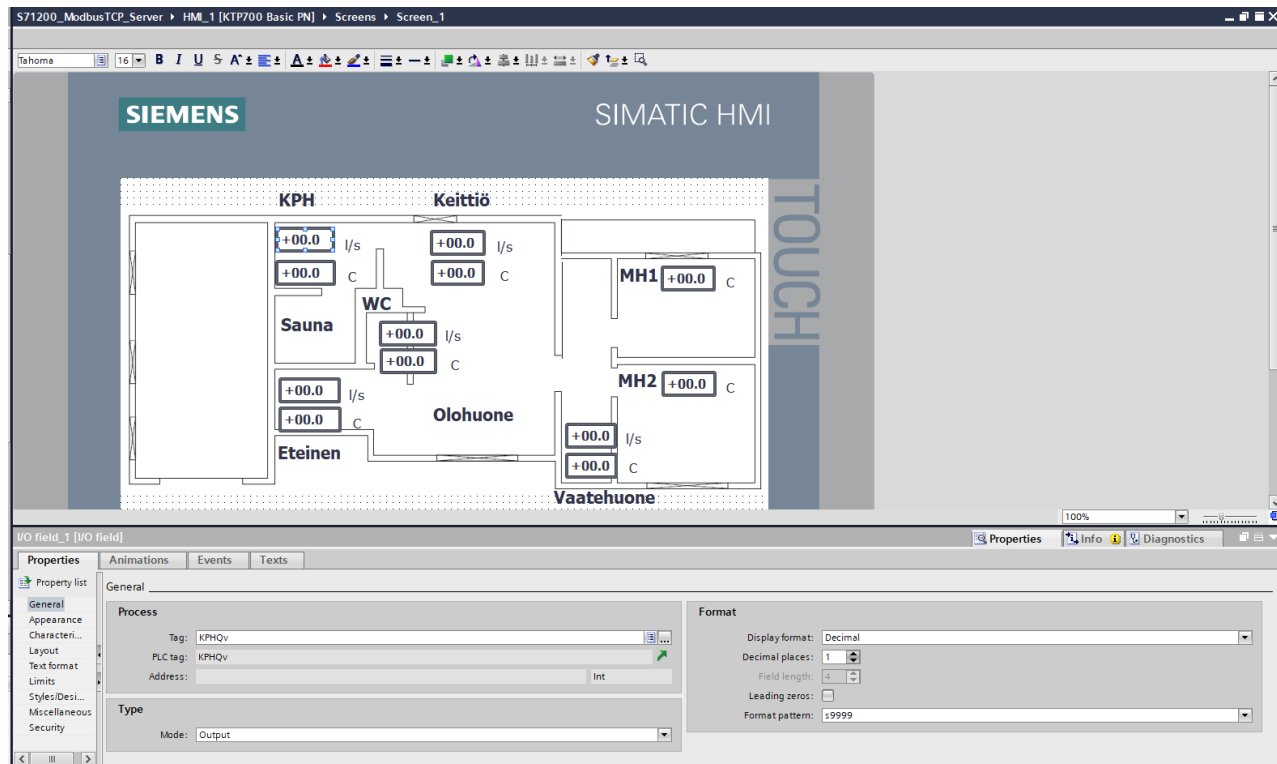 S71200_ModbusTCP_Server ▸ HMI_1 [KTP700 Basic PN] ▸ Screens ▸ Screen_1
Tahoma 16 B I U S A A
SIEMENS SIMATIC HMI
TOUCH
KPH Keittiö
+00.0 l/s +00.0 l/s
+00.0 C +00.0 C MH1 +00.0 C
WC
Sauna +00.0 l/s
+00.0 C
MH2 +00.0 C
+00.0 l/s
+00.0 C Olohuone
+00.0 l/s
Eteinen +00.0 C
Vaatehuone
100%
I/O field_1 [I/O field] Properties Info Diagnostics
Properties Animations Events Texts
Property list General
General
Appearance
Characteri...
Layout
Text format
Limits
Styles/Desi...
Miscellaneous
Security
Process
Tag: KPHQv ...
PLC tag: KPHQv
Address: Int
Type
Mode: Output
Format
Display format: Decimal
Decimal places: 1
Field length: 4
Leading zeros:
Format pattern: s9999